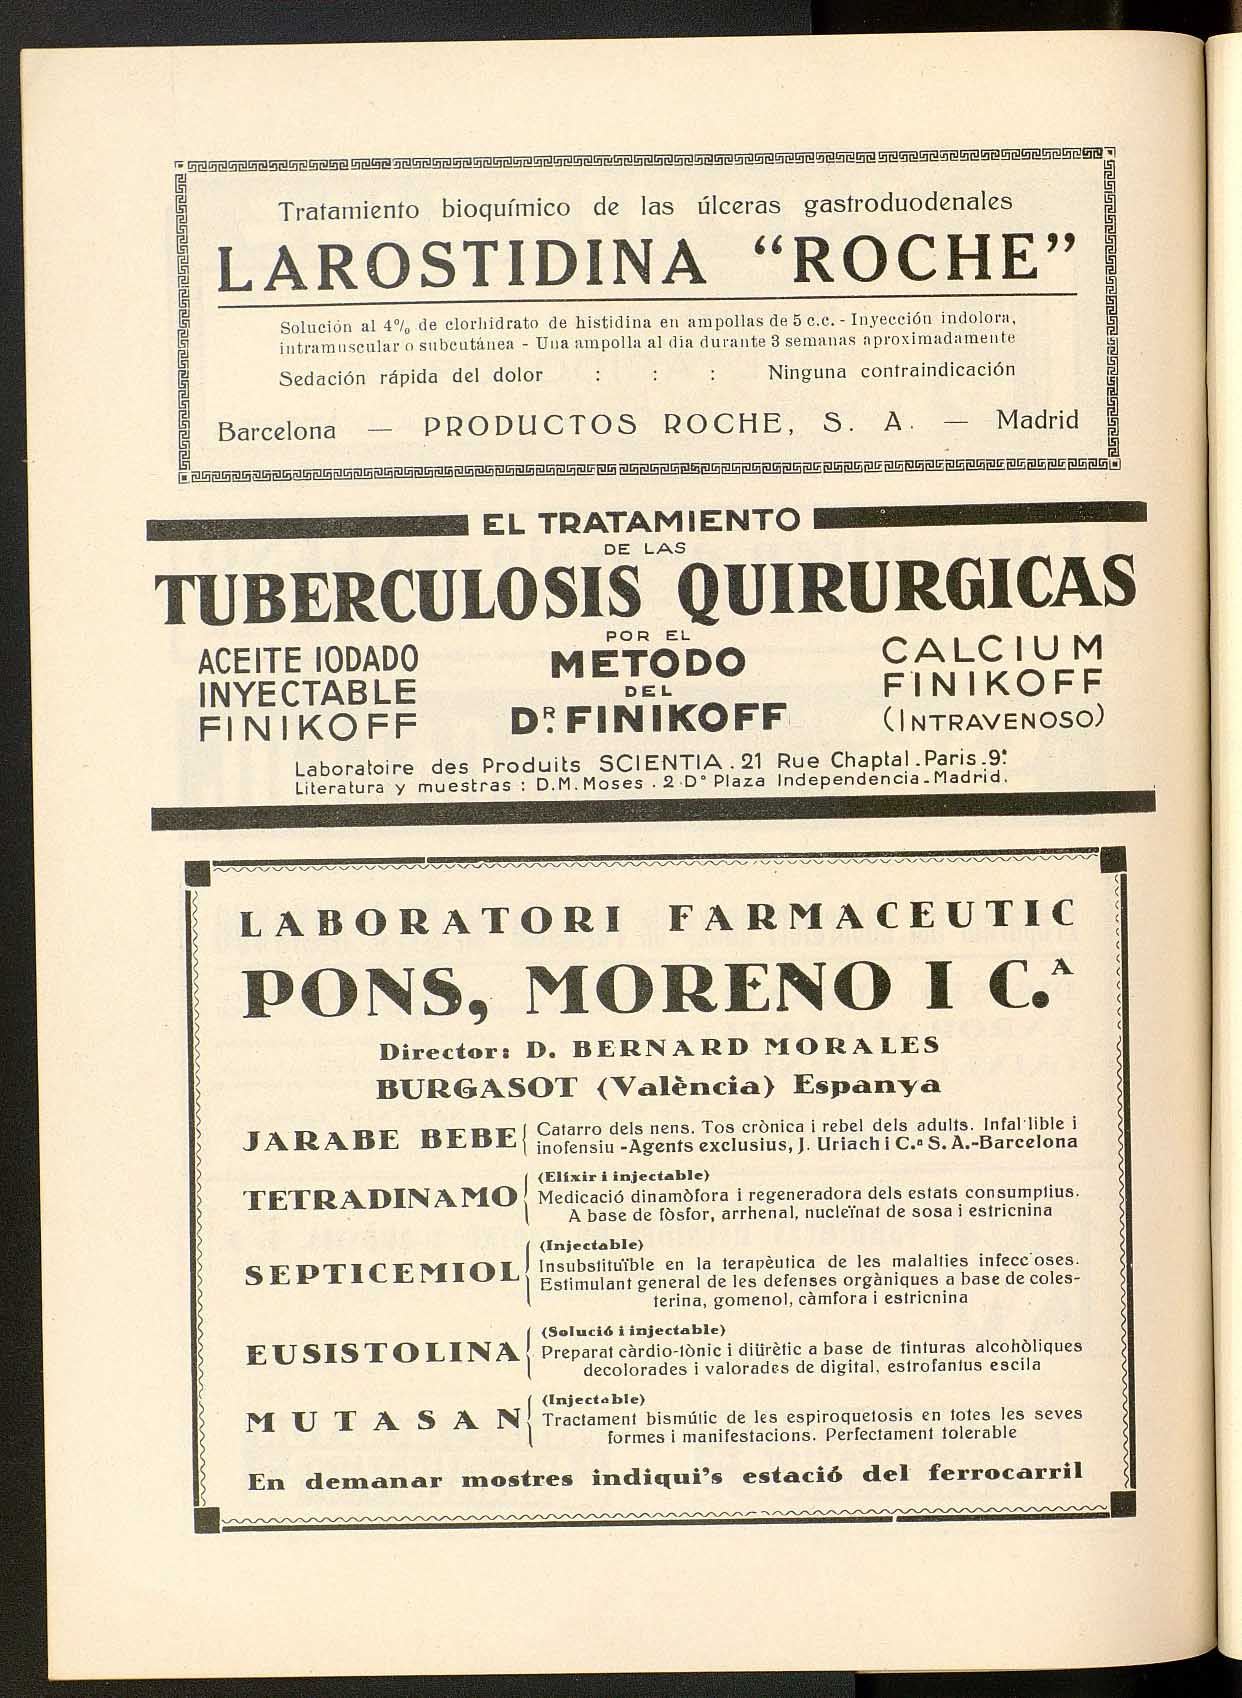 Tratamiento bioquímico de las úlceras gastroduodenales
LAROSTIDINA “ROCHE”
Solución al 4% de clorhidrato de histidina en ampollas de 5 c.c. - Inyección indolora,
intramuscular o subcutánea - Una ampolla al dia durante 3 semanas aproximadamente
Sedación rápida del dolor : : : Ninguna contraindicación
Barcelona — PRODUCTOS ROCHE, S. A. — Madrid
EL TRATAMIENTO
DE LAS
TUBERCULOSIS QUIRURGICAS
POR EL
METODO
DEL
DR. FINIKOFF
ACEITE IODADO
INYECTABLE
FINIKOFF
CALCIUM
FINIKOFF
(INTRAVENOSO)
Laboratoire des Produits SCIENTIA . 21 Rue Chaptal . Paris . 9ª
Literatura y muestras : D. M. Moses . 2 . Dº Plaza Independencia - Madrid.
LABORATORI FARMACEUTIC
PONS, MORENO I C.A
Director: D. BERNARD MORALES
BURGASOT (València) Espanya
JARABE BEBE
Catarro dels nens. Tos crònica i rebel dels adults. Infal·lible i
inofensiu - Agents exclusius, J. Uriach i C.ª S. A.-Barcelona
TETRADINAMO
(Elíxir i injectable)
Medicació dinamòfora i regeneradora dels estats consumptius.
A base de fòsfor, arrhenal, nucleïnat de sosa i estricnina
SEPTICEMIOL
(Injectable)
Insubstituïble en la terapèutica de les malalties infeccioses.
Estimulant general de les defenses orgàniques a base de coles-
terina, gomenol, càmfora i estricnina
EUSISTOLINA
(Solució i injectable)
Preparat càrdio-tònic i diürètic a base de tintures alcohòliques
decolorades i valorades de digital, estrofantus escila
MUTASAN
(Injectable)
Tractament bismútic de les espiroquetosis en totes les seves
formes i manifestacions. Perfectament tolerable
En demanar mostres indiqui’s estació del ferrocarril